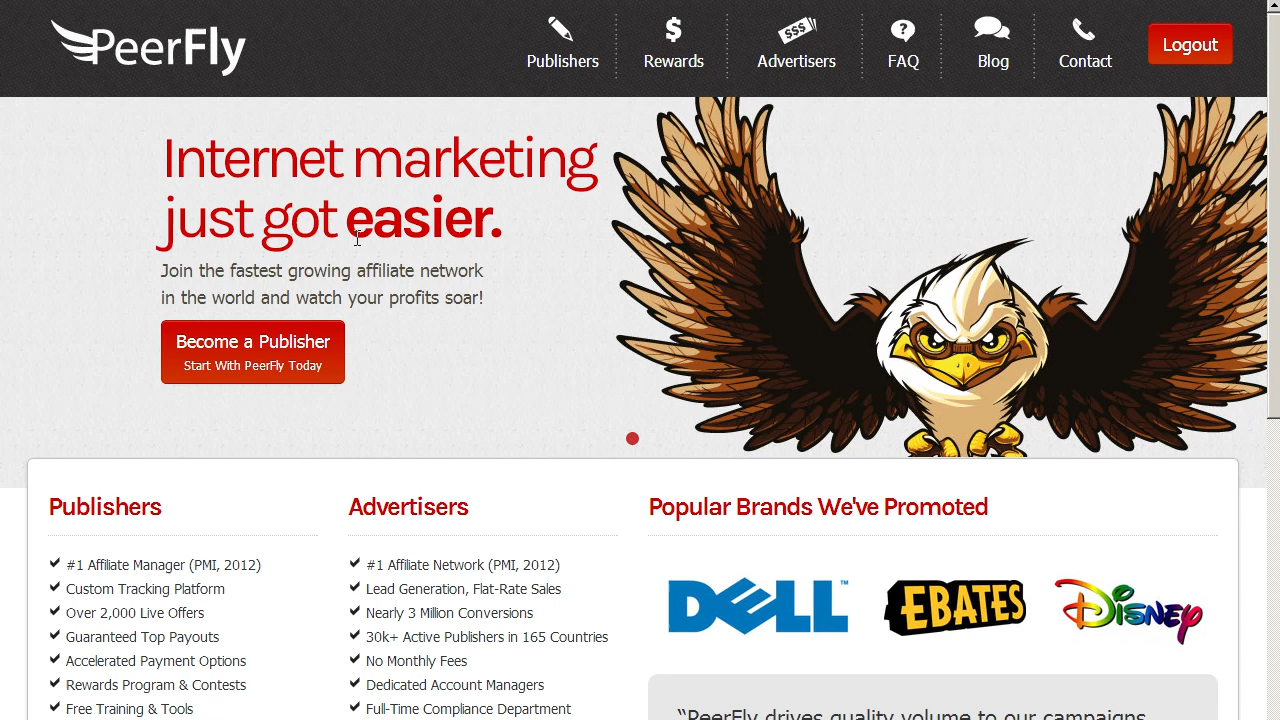 PeerFly
Publishers
Rewards
Advertisers
FAQ
Blog
Contact
Logout
Internet marketing
just got easier.
Join the fastest growing affiliate network
in the world and watch your profits soar!
Become a Publisher
Start With PeerFly Today
Publishers
#1 Affiliate Manager (PMI, 2012)
Custom Tracking Platform
Over 2,000 Live Offers
Guaranteed Top Payouts
Accelerated Payment Options
Rewards Program & Contests
Free Training & Tools
Advertisers
#1 Affiliate Network (PMI, 2012)
Lead Generation, Flat-Rate Sales
Nearly 5 Million Conversions
30k+ Active Publishers in 165 Countries
No Monthly Fees
Dedicated Account Managers
Full-Time Compliance Department
Popular Brands We've Promoted
DELL™
EBATES
Disney
“PeerFly drives quality volume to our campaigns